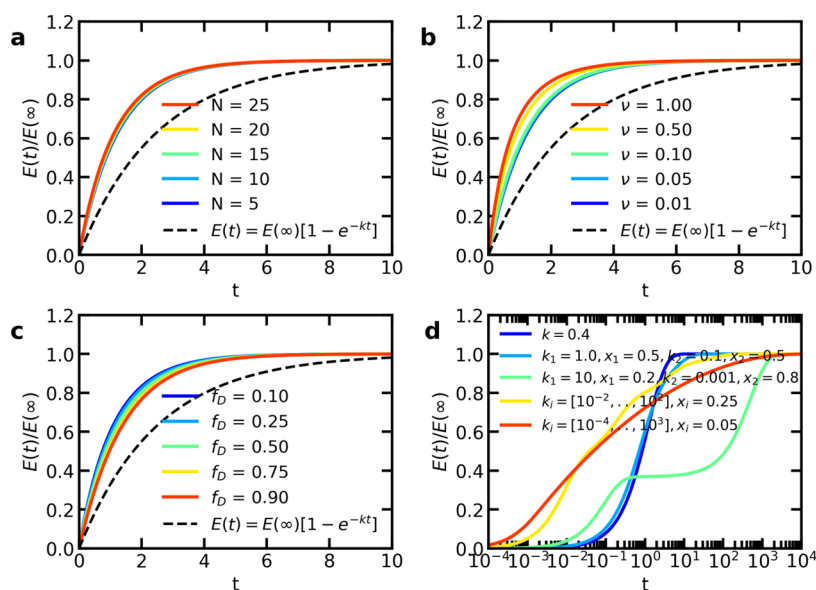 a
1.2
1.0
0.8
0.6
0.4
0.2
0.0
E(t)/E(∞)
N = 25
N = 20
N = 15
N = 10
N = 5
E(t) = E(∞)[1 − e^{-kt}]
0 2 4 6 8 10
t
b
1.2
1.0
0.8
0.6
0.4
0.2
0.0
E(t)/E(∞)
ν = 1.00
ν = 0.50
ν = 0.10
ν = 0.05
ν = 0.01
E(t) = E(∞)[1 − e^{-kt}]
0 2 4 6 8 10
t
c
1.2
1.0
0.8
0.6
0.4
0.2
0.0
E(t)/E(∞)
f_D = 0.10
f_D = 0.25
f_D = 0.50
f_D = 0.75
f_D = 0.90
E(t) = E(∞)[1 − e^{-kt}]
0 2 4 6 8 10
t
d
1.2
1.0
0.8
0.6
0.4
0.2
0.0
E(t)/E(∞)
k = 0.4
k_1 = 1.0, x_1 = 0.5, k_2 = 0.1, x_2 = 0.5
k_1 = 10, x_1 = 0.2, k_2 = 0.001, x_2 = 0.8
k_i = [10^{-2}, . . , 10^{2}], x_i = 0.25
k_i = [10^{-4}, . . , 10^{3}], x_i = 0.05
10^{-4} 10^{-3} 10^{-2} 10^{-1} 10^{0} 10^{1} 10^{2} 10^{3} 10^{4}
t